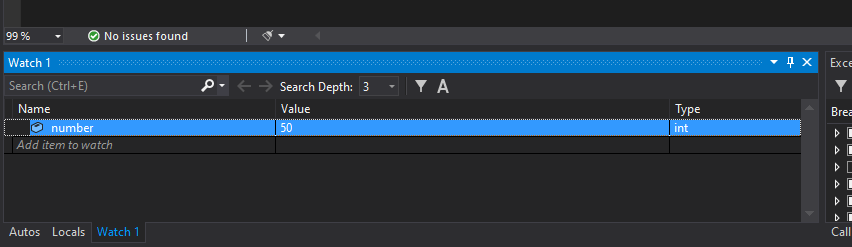 99 %
No issues found
Watch 1
Search (Ctrl+E)
Search Depth: 3
A
Name Value Type
number 50 int
Add item to watch
Autos Locals Watch 1
Exce
Brea
Call